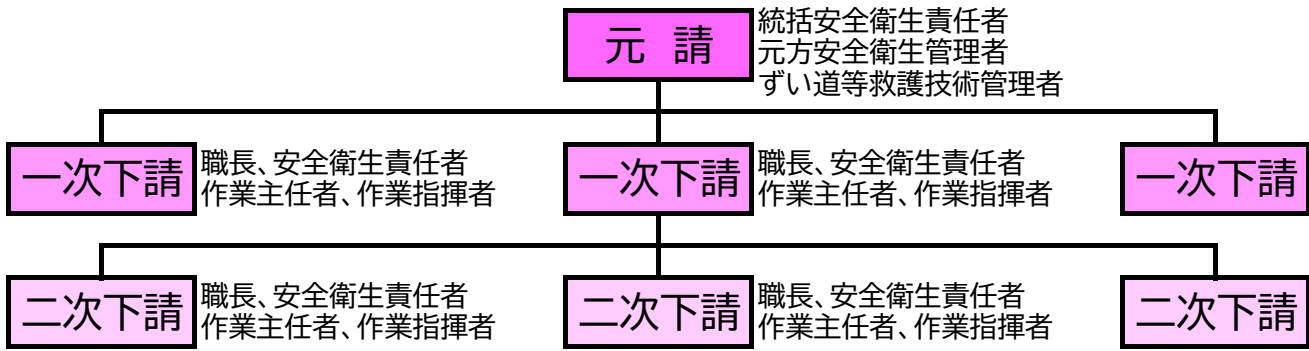 元 請
統括安全衛生責任者
元方安全衛生管理者
ずい道等救護技術管理者
一次下請
職長、安全衛生責任者
作業主任者、作業指揮者
一次下請
職長、安全衛生責任者
作業主任者、作業指揮者
一次下請
二次下請
職長、安全衛生責任者
作業主任者、作業指揮者
二次下請
職長、安全衛生責任者
作業主任者、作業指揮者
二次下請